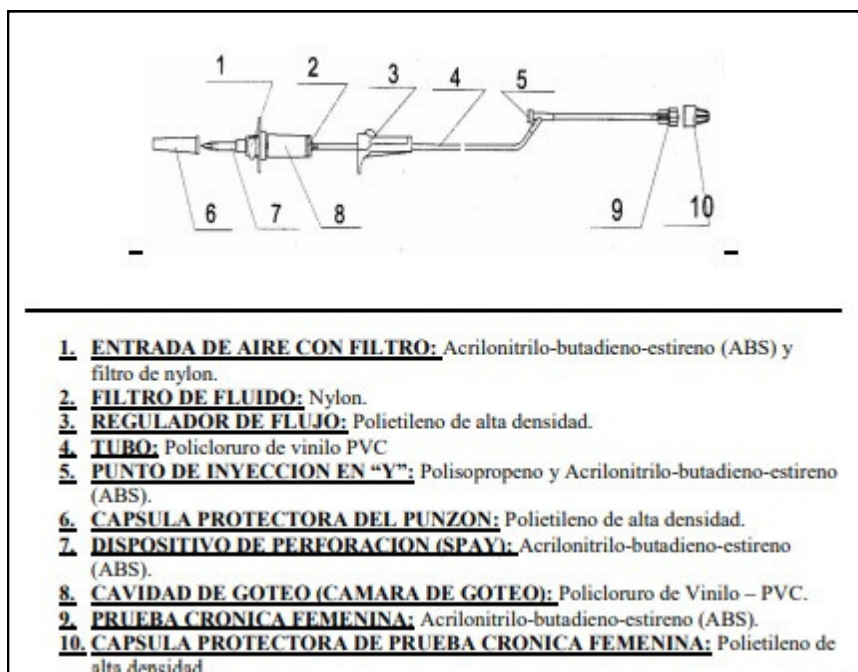 1 2 3 4 5
6 7 8 9 10
1. ENTRADA DE AIRE CON FILTRO: Acrilonitrilo-butadieno-estireno (ABS) y
filtro de nylon.
2. FILTRO DE FLUIDO: Nylon.
3. REGULADOR DE FLUJO: Polietileno de alta densidad.
4. TUBO: Policloruro de vinilo PVC
5. PUNTO DE INYECCION EN “Y”: Polisopropeno y Acrilonitrilo-butadieno-estireno
(ABS).
6. CAPSULA PROTECTORA DEL PUNZON: Polietileno de alta densidad.
7. DISPOSITIVO DE PERFORACION (SPAY): Acrilonitrilo-butadieno-estireno
(ABS).
8. CAVIDAD DE GOTEO (CAMARA DE GOTEO): Policloruro de Vinilo – PVC.
9. PRUEBA CRONICA FEMENINA: Acrilonitrilo-butadieno-estireno (ABS).
10. CAPSULA PROTECTORA DE PRUEBA CRONICA FEMENINA: Polietileno de
alta densidad